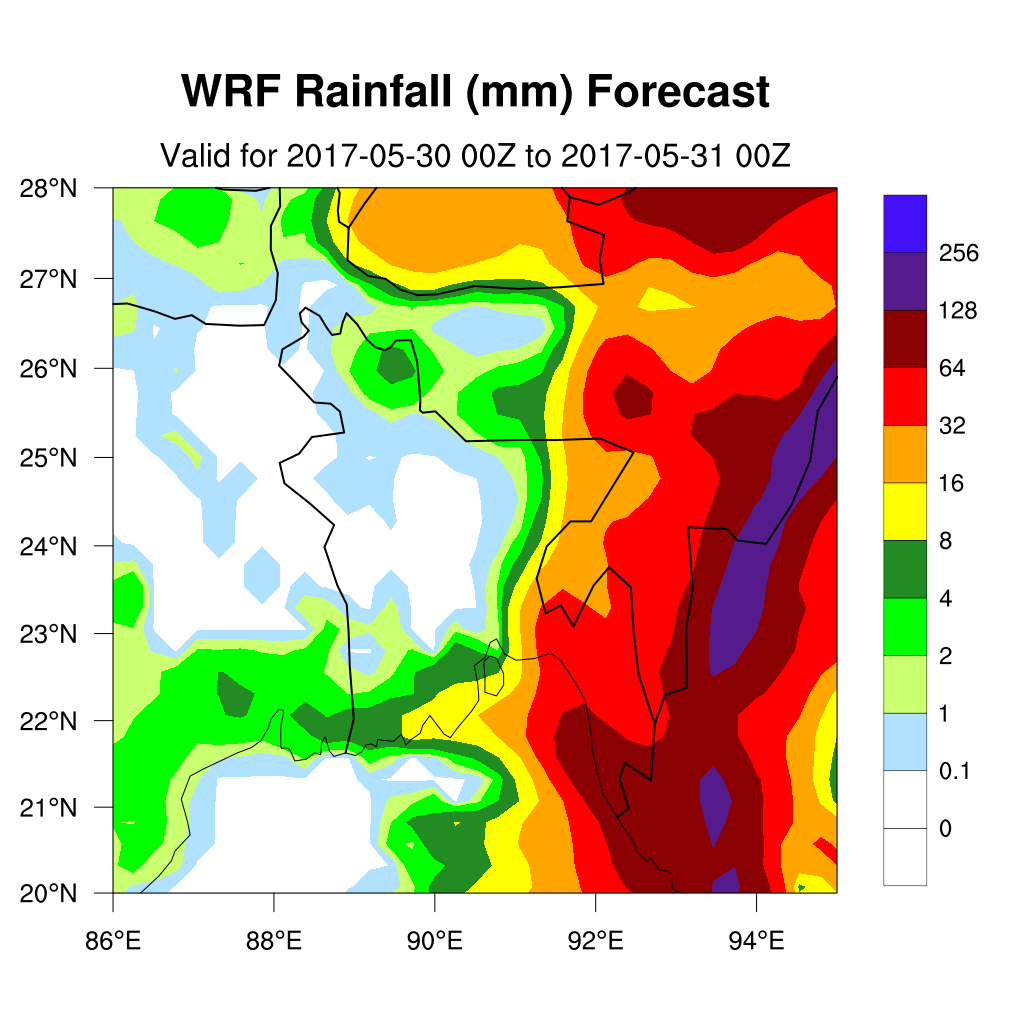 WRF Rainfall (mm) Forecast
Valid for 2017-05-30 00Z to 2017-05-31 00Z
28°N
27°N
26°N
25°N
24°N
23°N
22°N
21°N
20°N
86°E 88°E 90°E 92°E 94°E
256
128
64
32
16
8
4
2
1
0.1
0